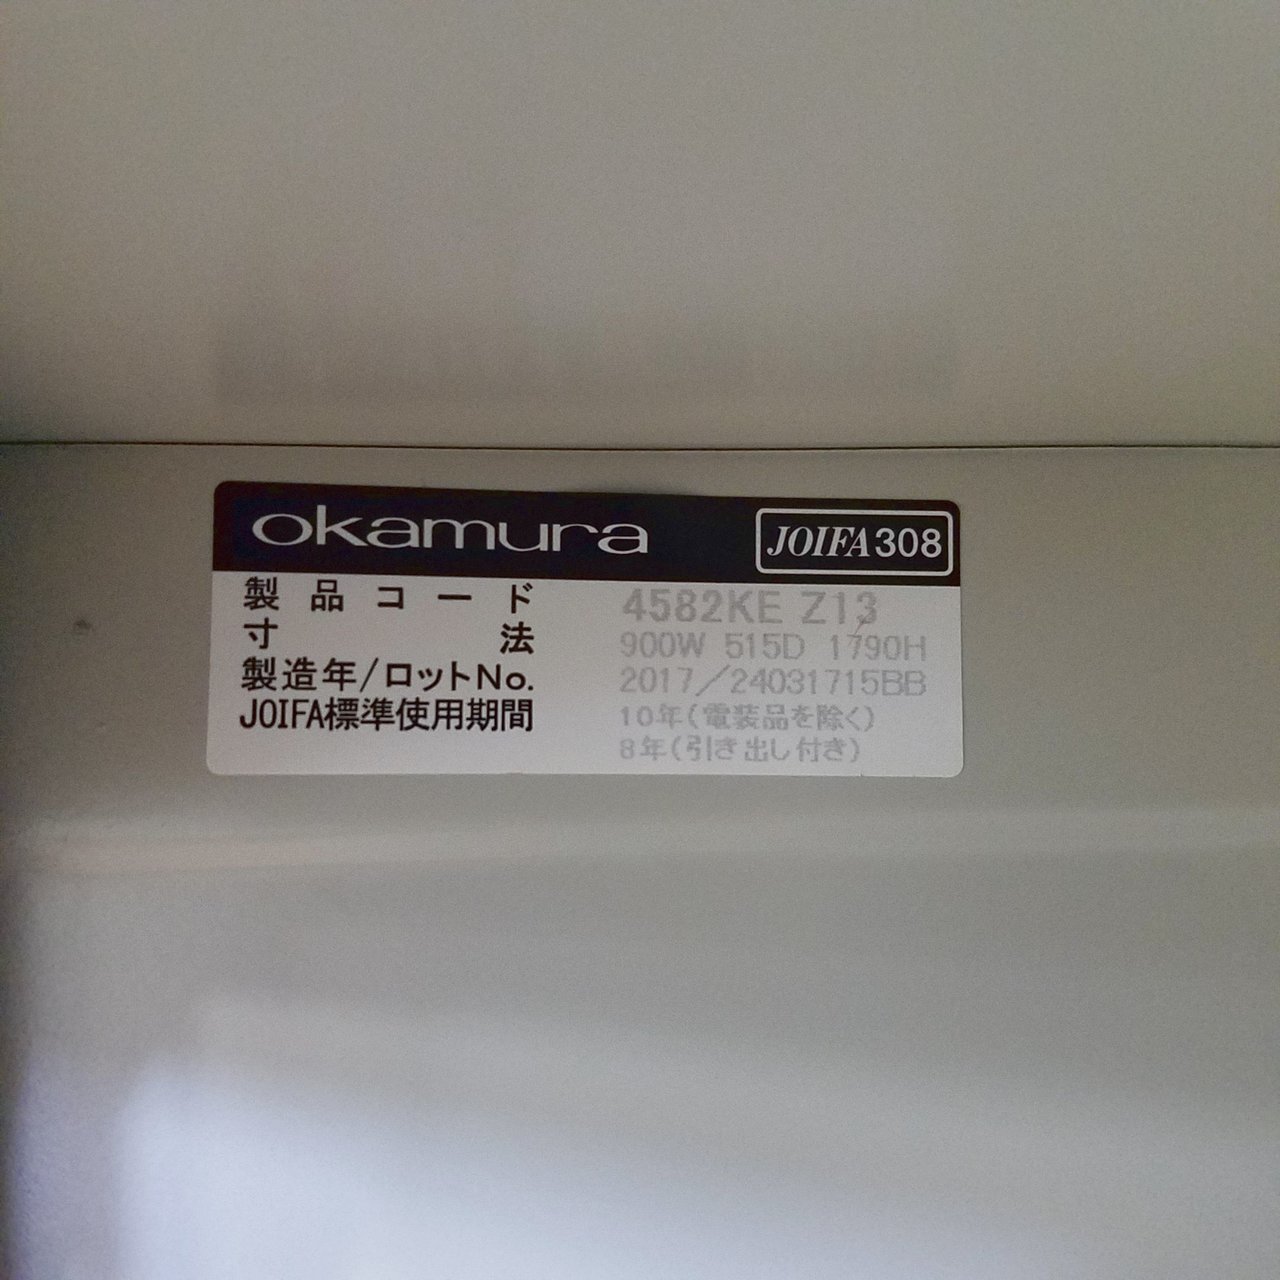 okamura JOIFA308
製品コード 4582KE Z13
寸法 900W 515D 1790H
製造年/ロットNo. 2017／24031715BB
JOIFA標準使用期間 10年(電装品を除く)
8年(引き出し付き)